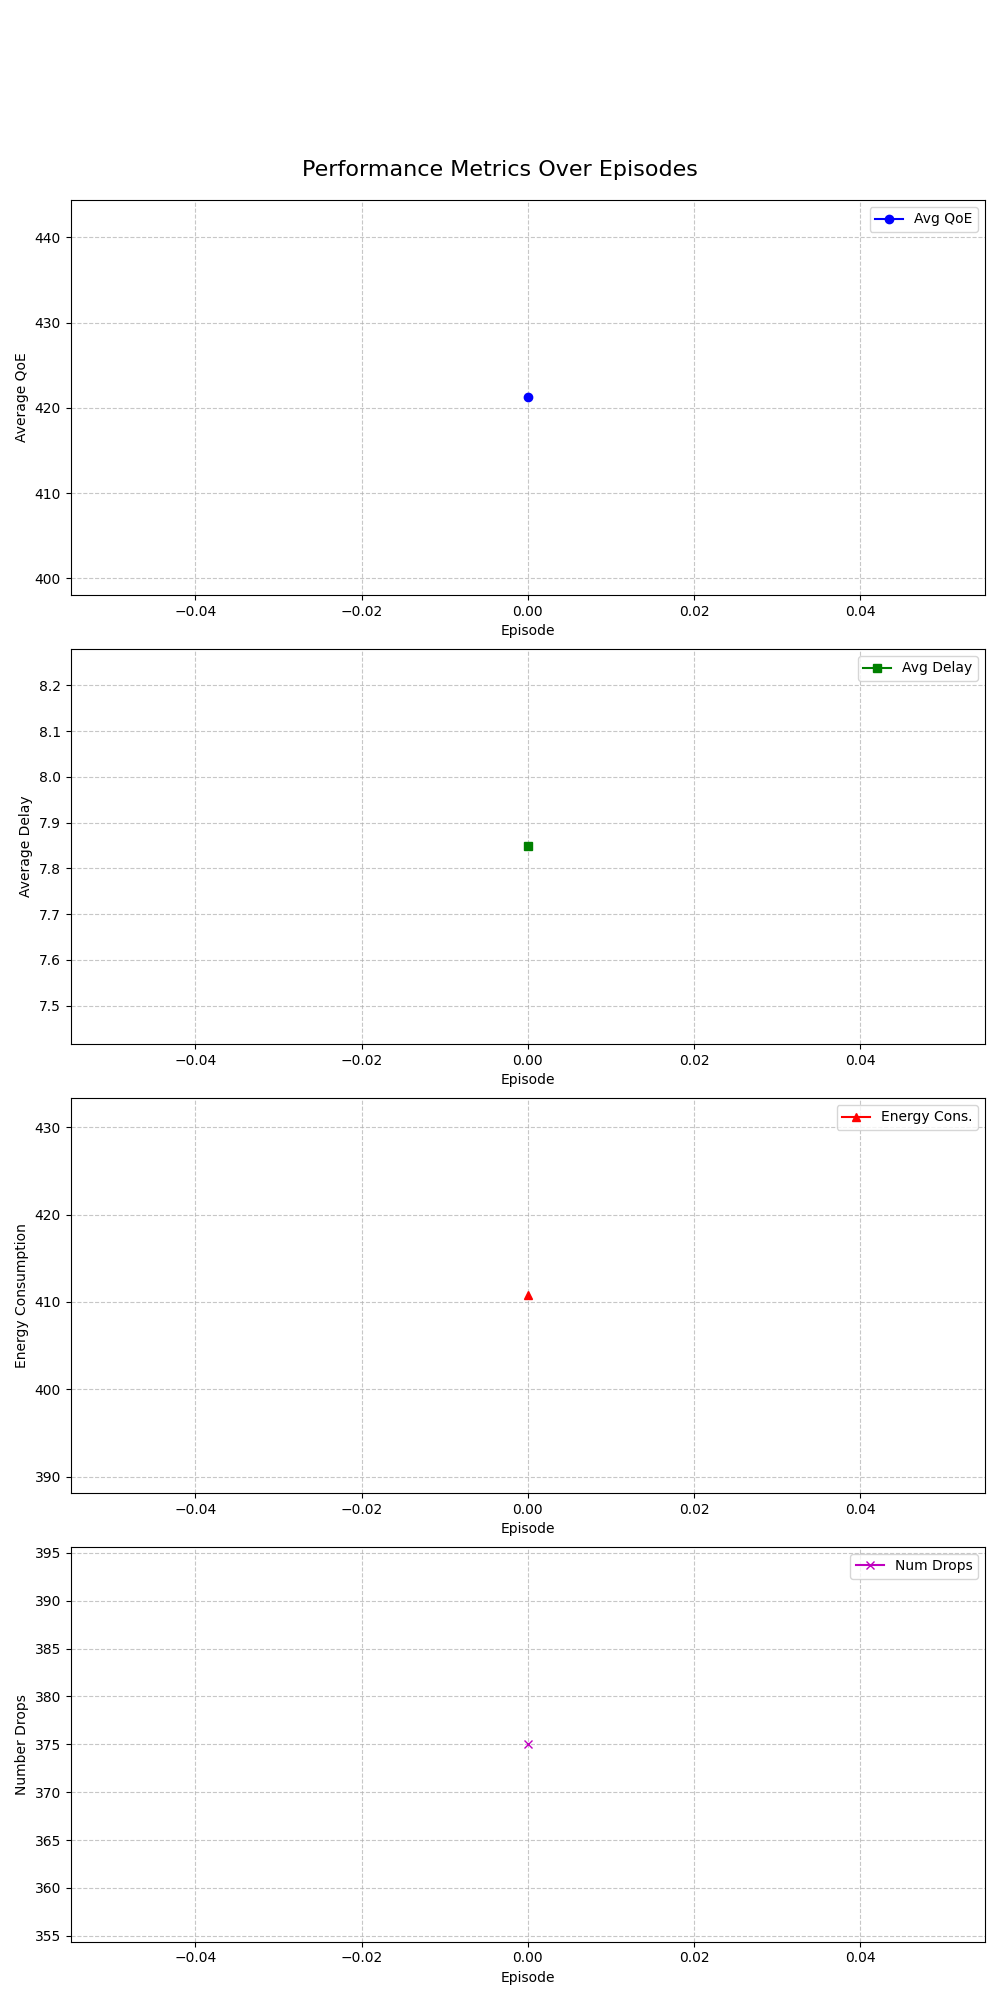 Performance Metrics Over Episodes
Avg QoE
440
430
420
410
400
Average QoE
−0.04 −0.02 0.00 0.02 0.04
Episode
Avg Delay
8.2
8.1
8.0
7.9
7.8
7.7
7.6
7.5
Average Delay
−0.04 −0.02 0.00 0.02 0.04
Episode
Energy Cons.
430
420
410
400
390
Energy Consumption
−0.04 −0.02 0.00 0.02 0.04
Episode
Num Drops
395
390
385
380
375
370
365
360
355
Number Drops
−0.04 −0.02 0.00 0.02 0.04
Episode